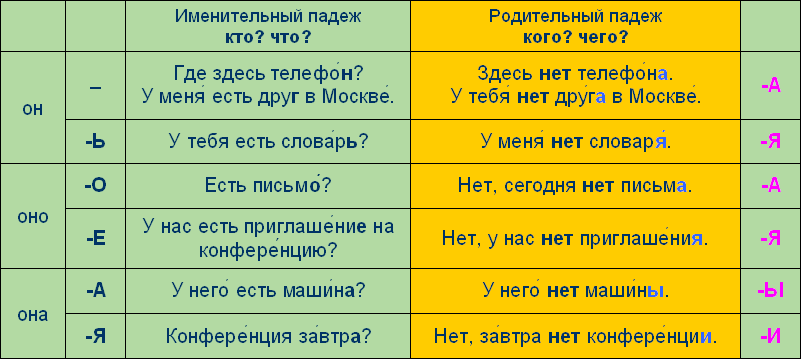 Именительный падеж
кто? что?
Родительный падеж
кого? чего?
он
–
Где здесь телефо́н?
У меня́ есть друг в Москве́.
Здесь нет телефо́на.
У тебя́ нет дру́га в Москве́.
-А
-Ь
У тебя есть слова́рь?
У меня́ нет словаря́.
-Я
оно
-О
Есть письмо́?
Нет, сегодня нет письма.
-А
-Е
У нас есть приглаше́ние на
конфере́нцию?
Нет, у нас нет приглаше́ния.
-Я
она
-А
У него́ есть маши́на?
У него́ нет маши́ны.
-Ы
-Я
Конфере́нция за́втра?
Нет, за́втра нет конфере́нции.
-И